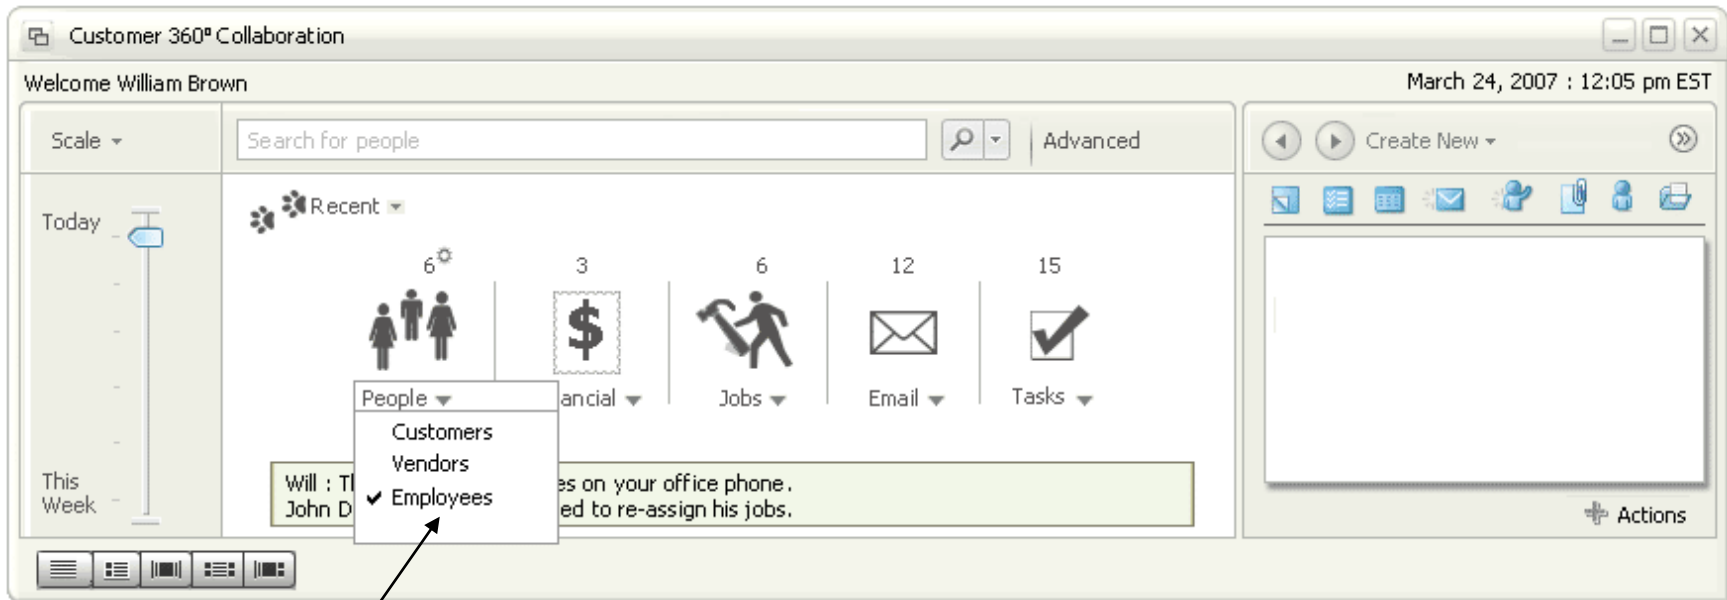 Customer 360º Collaboration
Welcome William Brown
March 24, 2007 : 12:05 pm EST
Scale
Search for people
Advanced
Create New
Today
Recent
6
3
6
12
15
People
ancial
Jobs
Email
Tasks
Customers
Vendors
Employees
This
Week
Will : Tl es on your office phone.
John D ed to re-assign his jobs.
Actions